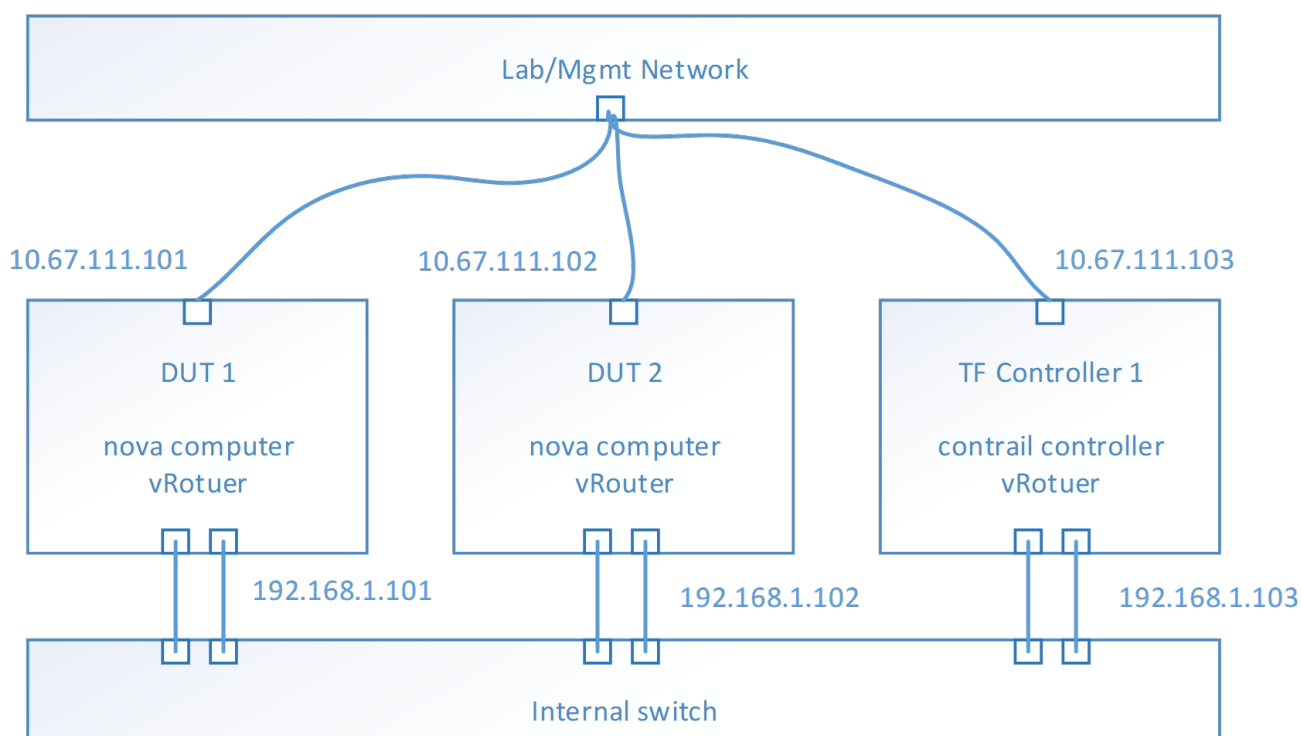 Lab/Mgmt Network
10.67.111.101
10.67.111.102
10.67.111.103
DUT 1
nova computer
vRotuer
DUT 2
nova computer
vRouter
TF Controller 1
contrail controller
vRotuer
192.168.1.101
192.168.1.102
192.168.1.103
Internal switch